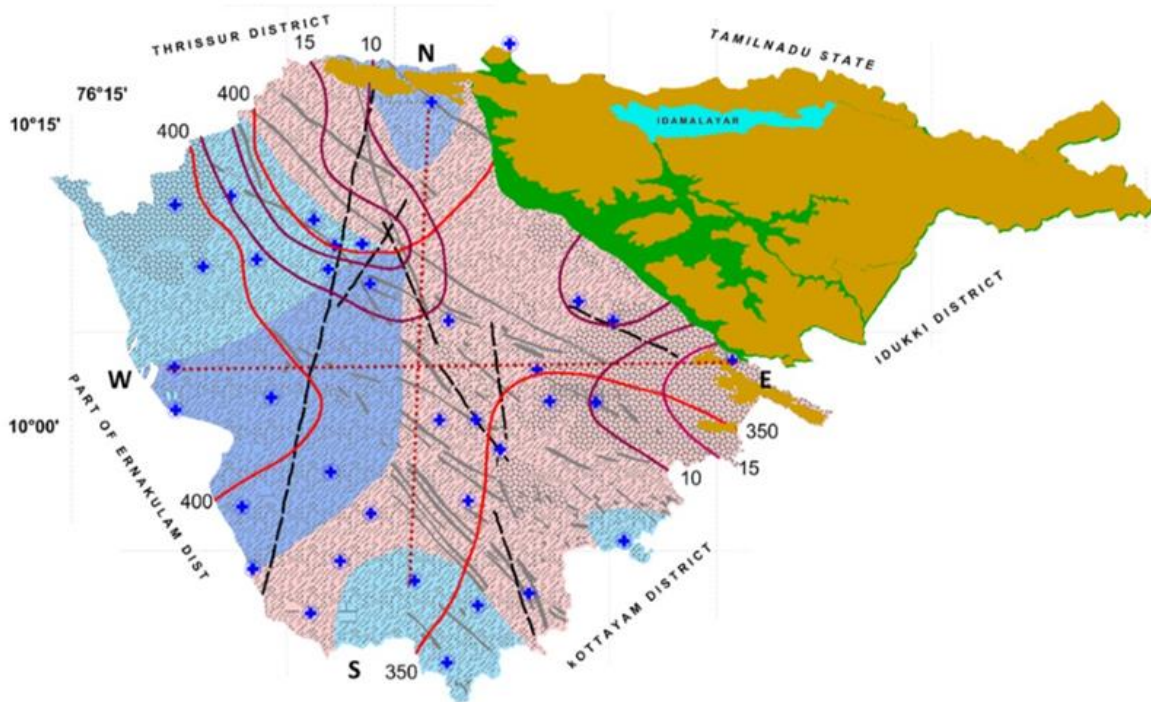 THRISSUR DISTRICT
15
10
N
TAMILNADU STATE
76°15'
400
10°15'
400
IDAMALAYAR
IDUKKI DISTRICT
W
E
PART OF ERNAKULAM DIST
10°00'
350
15
10
400
KOTTAYAM DISTRICT
S
350